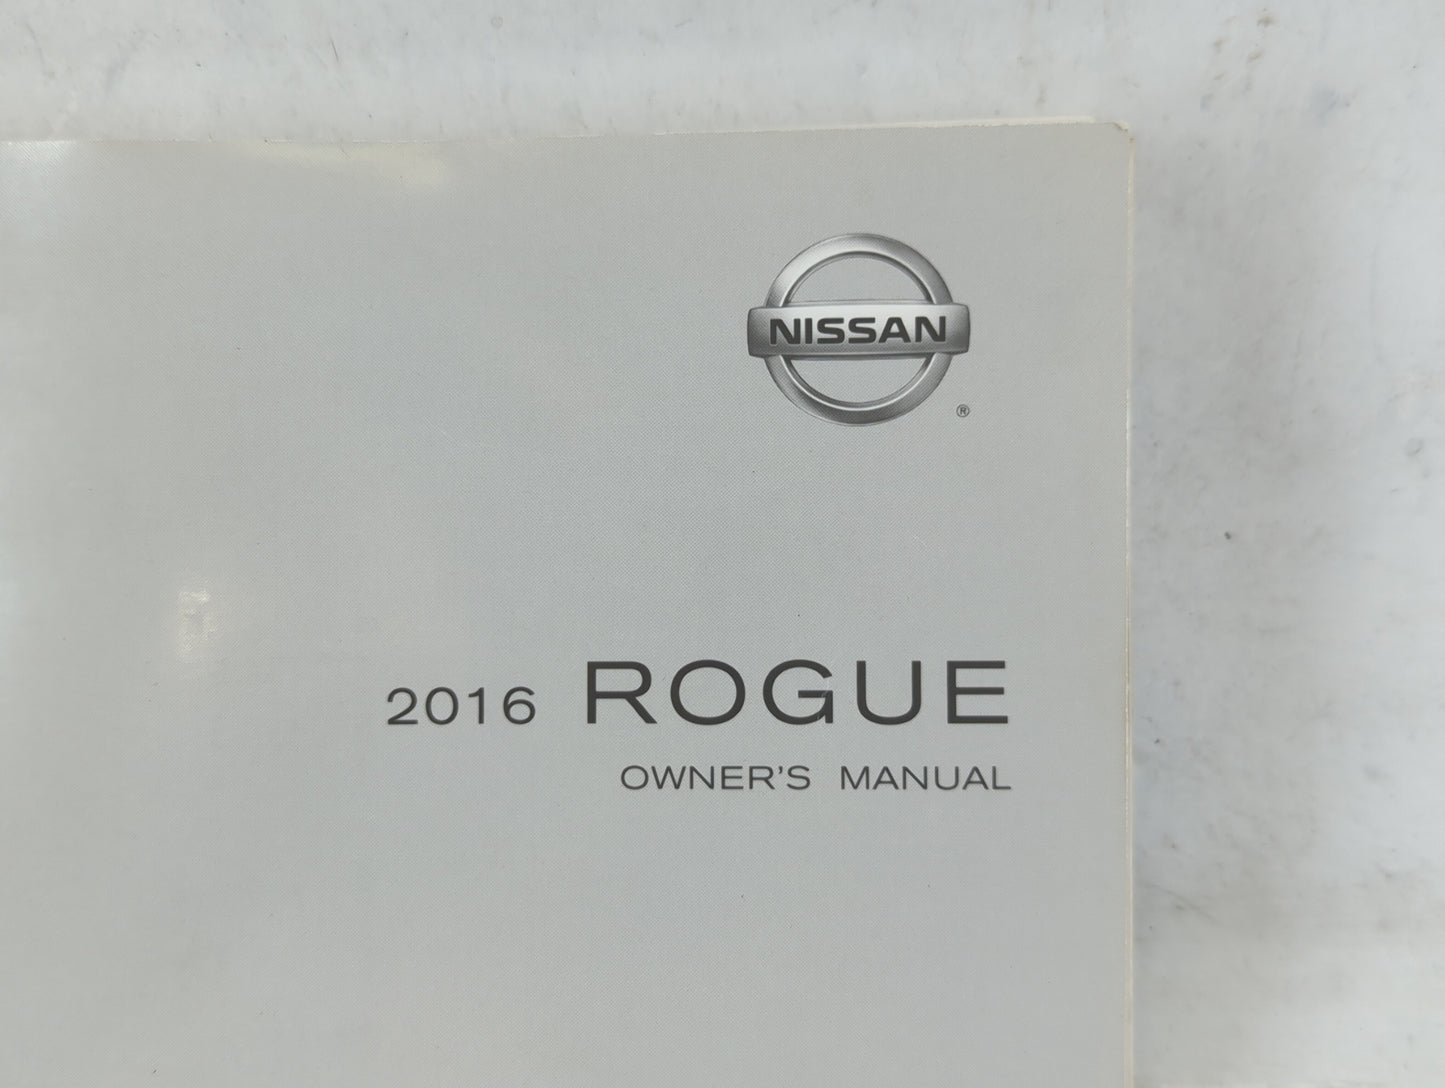 NISSAN
®
2016 ROGUE
OWNER'S MANUAL